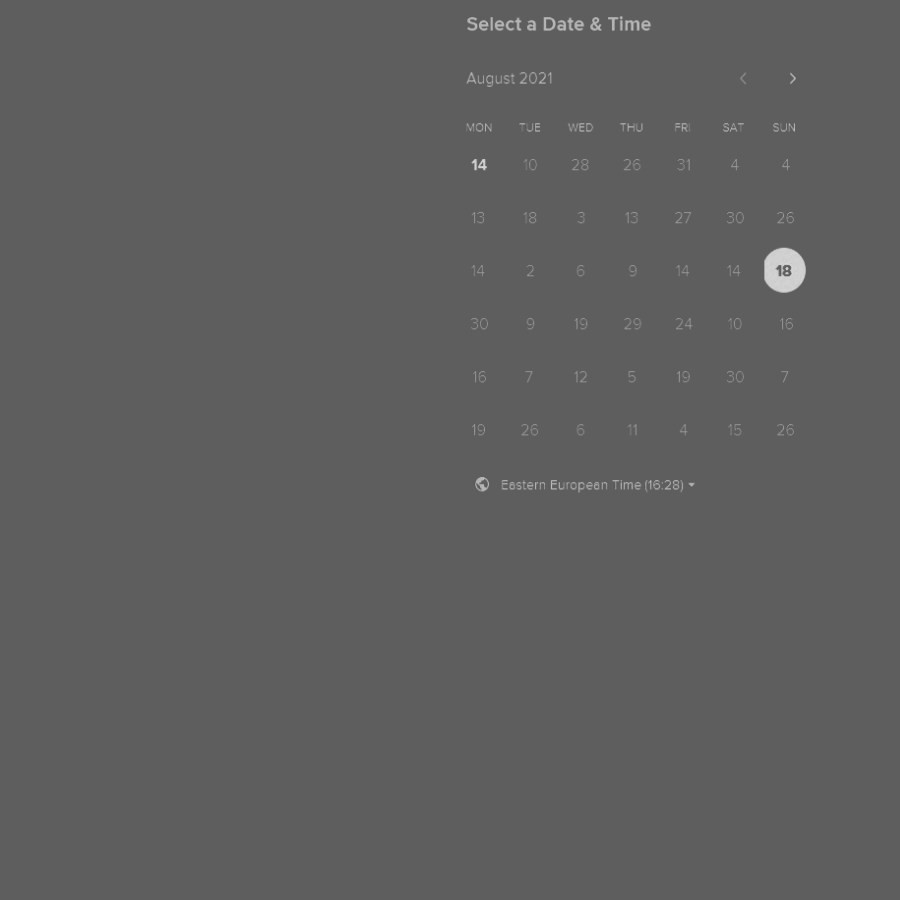 Select a Date & Time
August 2021
MON TUE WED THU FRI SAT SUN
14 10 28 26 31 4 4
13 18 3 13 27 30 26
14 2 6 9 14 14 18
30 9 19 29 24 10 16
16 7 12 5 19 30 7
19 26 6 11 4 15 26
Eastern European Time (16:28)